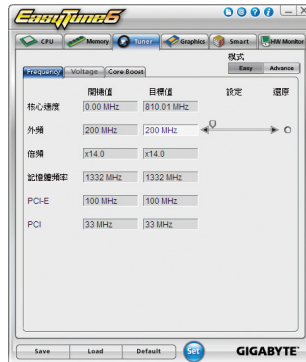 EasyTune6
CPU Memory Tuner Graphics Smart HW Monitor
模式
Easy Advance
Frequency Voltage Core Boost
開機值 目標值 設定 還原
核心速度 0.00 MHz 810.01 MHz
外頻 200 MHz 200 MHz
倍頻 x14.0 x14.0
記憶體頻率 1332 MHz 1332 MHz
PCI-E 100 MHz 100 MHz
PCI 33 MHz 33 MHz
Save Load Default Set GIGABYTE